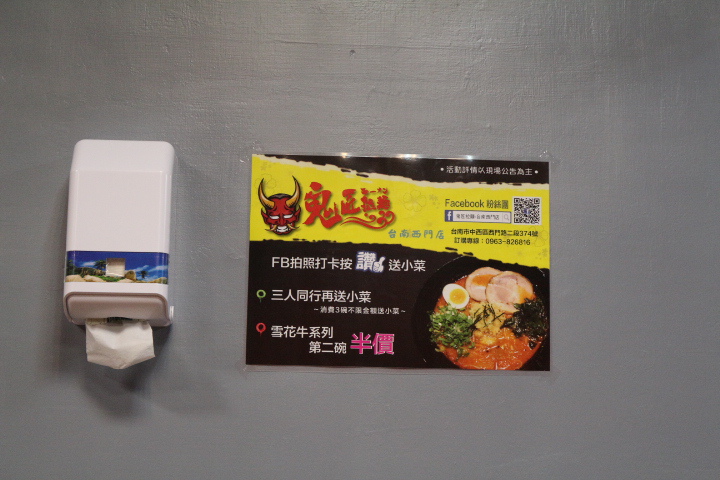 •活動詳情以現場公告為主•
鬼匠拉麵
台南西門店
Facebook 粉絲團
台南市中西區西門路二段374號
訂購專線：0963-826816
FB拍照打卡按 讚 送小菜
三人同行再送小菜
~消費3碗不限金額送小菜~
雪花牛系列
第二碗 半價